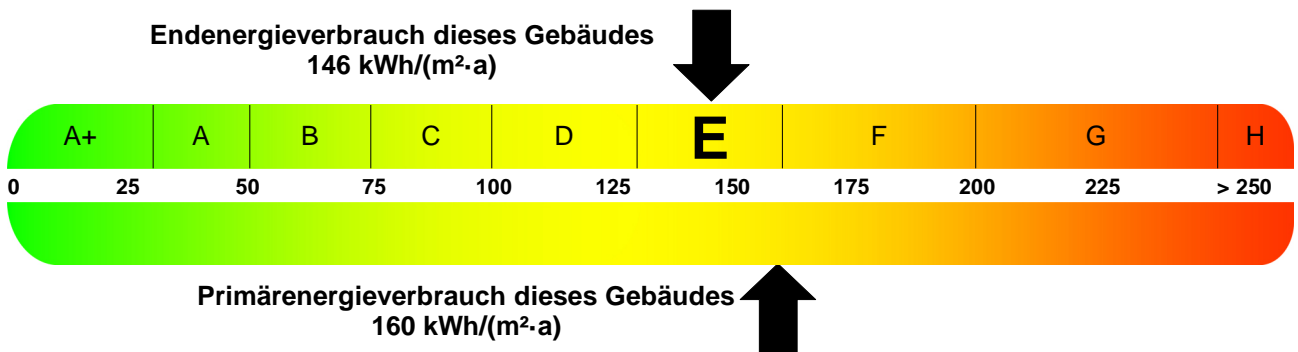 Endenergieverbrauch dieses Gebäudes
146 kWh/(m²·a)
A+ A B C D E F G H
0 25 50 75 100 125 150 175 200 225 > 250
Primärenergieverbrauch dieses Gebäudes
160 kWh/(m²·a)